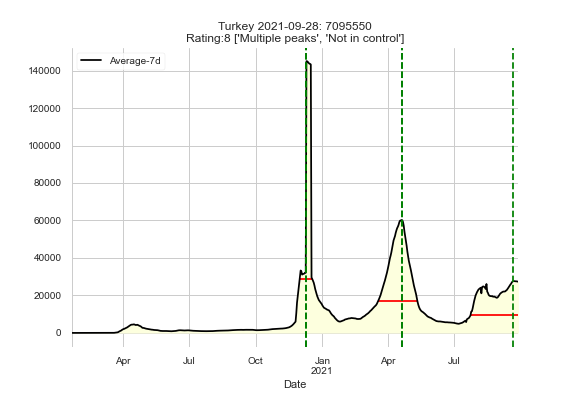 Turkey 2021-09-28: 7095550
Rating:8 ['Multiple peaks', 'Not in control']
Average-7d
140000
120000
100000
80000
60000
40000
20000
0
Apr Jul Oct Jan Apr Jul
2021
Date